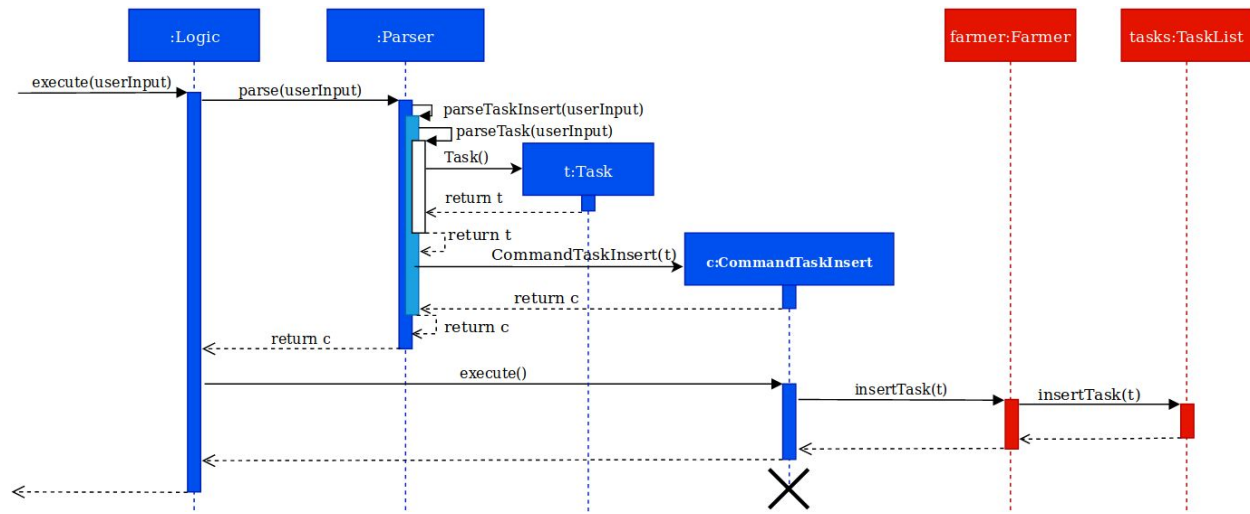 :Logic
:Parser
farmer:Farmer
tasks:TaskList
execute(userInput)
parse(userInput)
parseTaskInsert(userInput)
parseTask(userInput)
Task()
t:Task
return t
return t
CommandTaskInsert(t)
c:CommandTaskInsert
return c
return c
return c
execute()
insertTask(t)
insertTask(t)